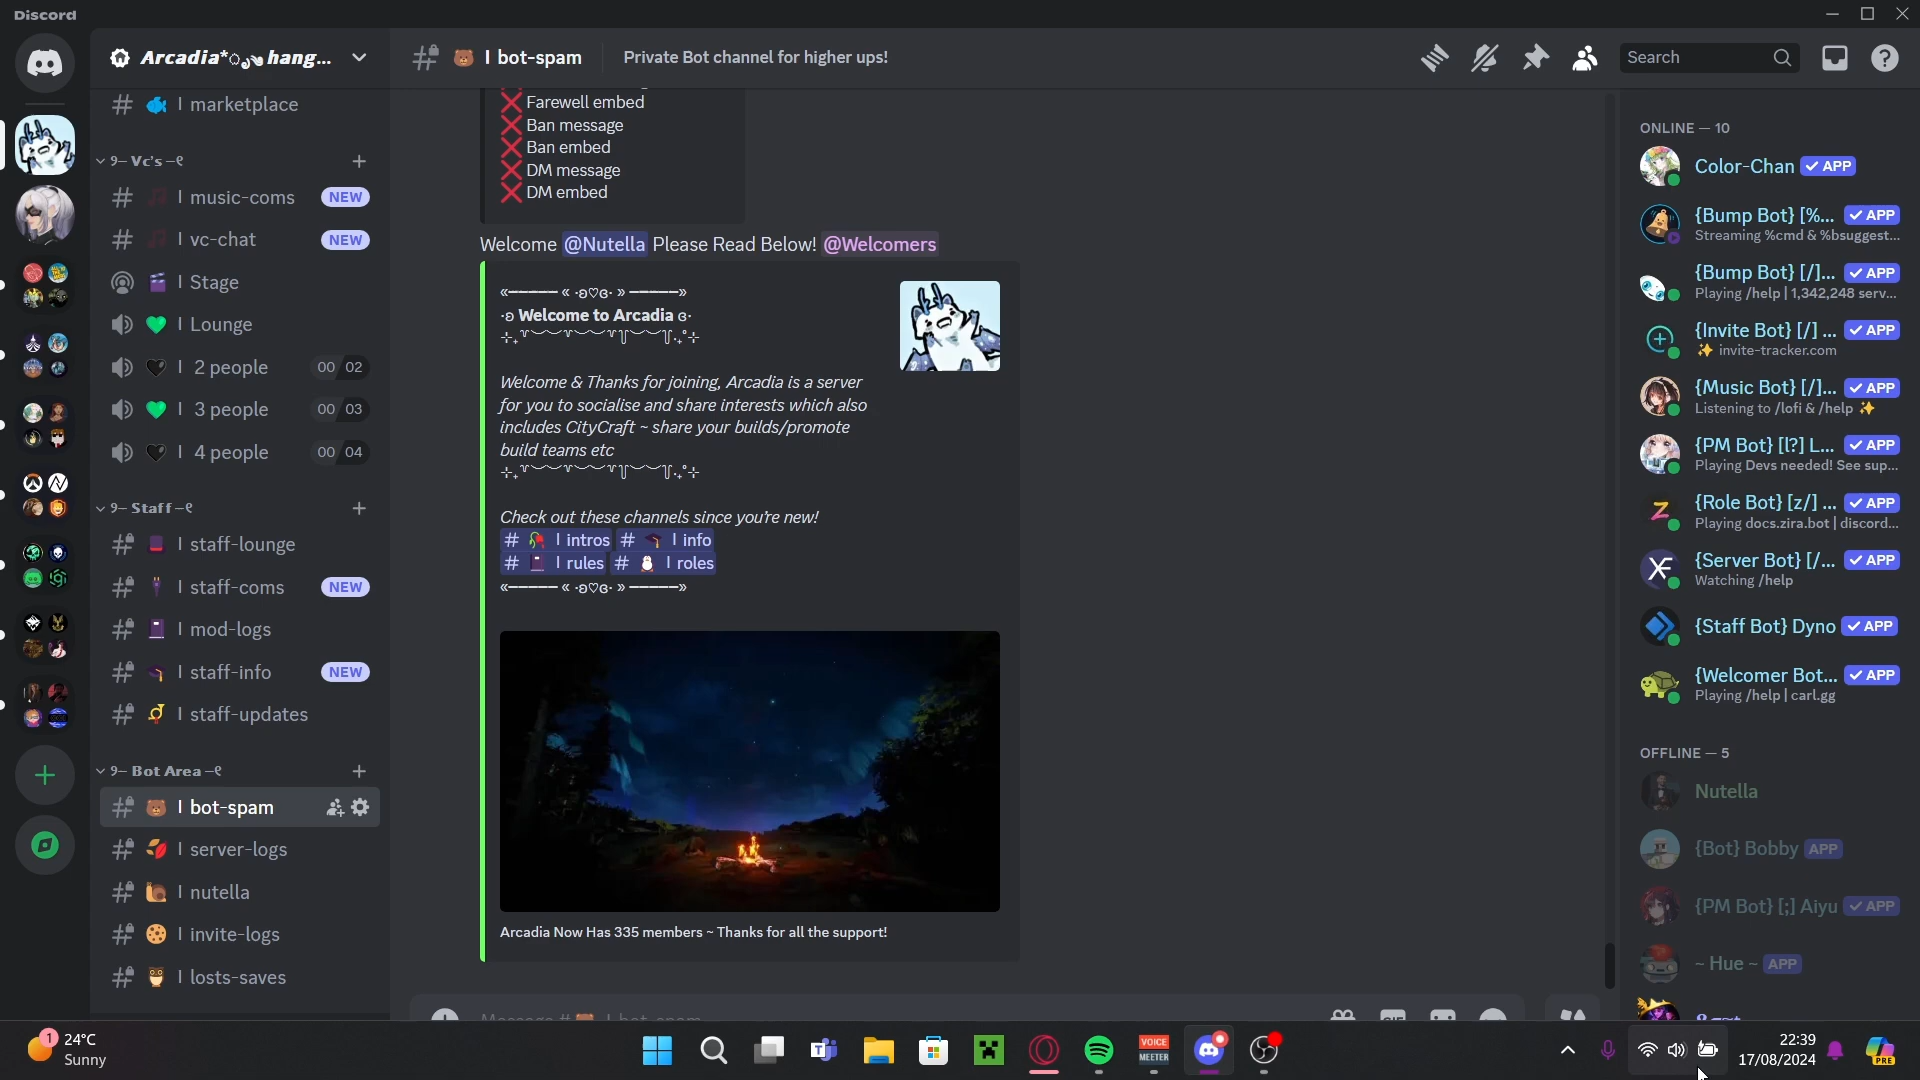 Discord
Arcadia* hang...
I bot-spam
Private Bot channel for higher ups!
Search
I marketplace
Vc's
I music-coms NEW
I vc-chat NEW
I Stage
I Lounge
I 2 people 00 02
I 3 people 00 03
I 4 people 00 04
Staff
I staff-lounge
I staff-coms NEW
I mod-logs
I staff-info NEW
I staff-updates
Bot Area
I bot-spam
I server-logs
I nutella
I invite-logs
I losts-saves
❌ Farewell embed
❌ Ban message
❌ Ban embed
❌ DM message
❌ DM embed
Welcome @Nutella Please Read Below! @Welcomers
«───── « ·ʚ♡ɞ· » ─────»
·ʚ Welcome to Arcadia ɞ·
Welcome & Thanks for joining, Arcadia is a server
for you to socialise and share interests which also
includes CityCraft ~ share your builds/promote
build teams etc
Check out these channels since you're new!
# I intros # I info
# I rules # I roles
«───── « ·ʚ♡ɞ· » ─────»
Arcadia Now Has 335 members ~ Thanks for all the support!
ONLINE — 10
Color-Chan ✓ APP
{Bump Bot} [%... ✓ APP
Streaming %cmd & %bsuggest...
{Bump Bot} [/]... ✓ APP
Playing /help | 1,342,248 serv...
{Invite Bot} [/] ... ✓ APP
✨ invite-tracker.com
{Music Bot} [/]... ✓ APP
Listening to /lofi & /help ✨
{PM Bot} [l?] L... ✓ APP
Playing Devs needed! See sup...
{Role Bot} [z/] ... ✓ APP
Playing docs.zira.bot | discord...
{Server Bot} [/... ✓ APP
Watching /help
{Staff Bot} Dyno ✓ APP
{Welcomer Bot... ✓ APP
Playing /help | carl.gg
OFFLINE — 5
Nutella
{Bot} Bobby APP
{PM Bot} [;] Aiyu ✓ APP
~ Hue ~ APP
1
24°C
Sunny
VOICE
MEETER
22:39
17/08/2024
PRE